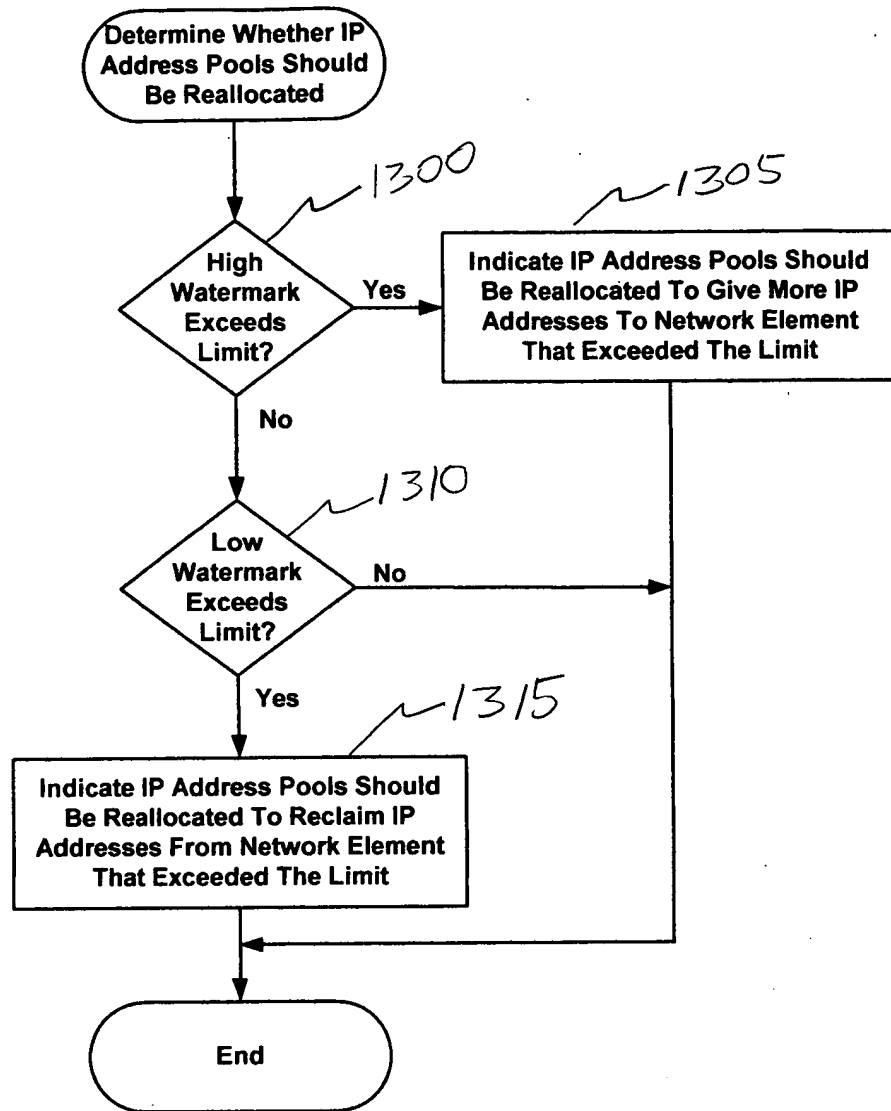 Determine Whether IP
Address Pools Should
Be Reallocated
1300
1305
High
Watermark
Exceeds
Limit?
Yes
Indicate IP Address Pools Should
Be Reallocated To Give More IP
Addresses To Network Element
That Exceeded The Limit
No
1310
Low
Watermark
Exceeds
Limit?
No
Yes
1315
Indicate IP Address Pools Should
Be Reallocated To Reclaim IP
Addresses From Network Element
That Exceeded The Limit
End